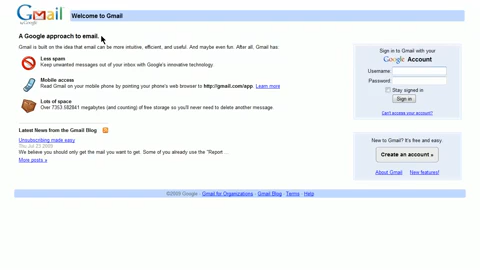 Gmail
by Google
Welcome to Gmail
A Google approach to email.
Gmail is built on the idea that email can be more intuitive, efficient, and useful. And maybe even fun. After all, Gmail has:
Less spam
Keep unwanted messages out of your inbox with Google's innovative technology.
Mobile access
Read Gmail on your mobile phone by pointing your phone's web browser to http://gmail.com/app. Learn more
Lots of space
Over 7353.582841 megabytes (and counting) of free storage so you'll never need to delete another message.
Latest News from the Gmail Blog
Unsubscribing made easy
Thu Jul 23 2009
We believe you should only get the mail you want to get. Some of you already use the "Report ...
More posts »
Sign in to Gmail with your
Google Account
Username:
Password:
Stay signed in
Sign in
Can't access your account?
New to Gmail? It's free and easy
Create an account »
About Gmail New features!
©2009 Google - Gmail for Organizations - Gmail Blog - Terms - Help